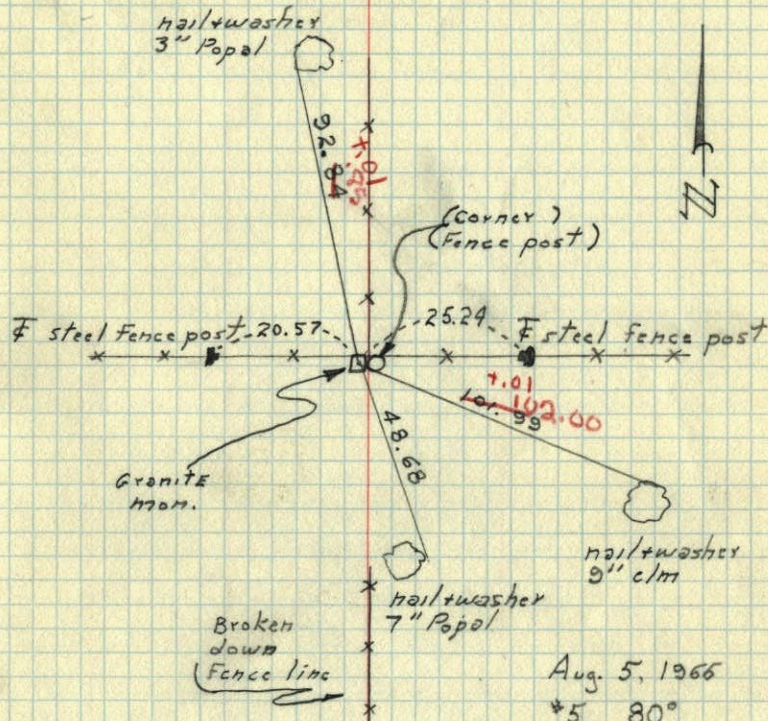 nail+washer
3" Popal
92.84
+.01
.85
N
(Corner)
(Fence post)
℄ steel Fence post
20.57
25.24
℄ steel fence post
+.01
101.99
102.00
48.68
Granite
mon.
nail+washer
9" elm
nail+washer
7" Popal
Broken
down
Fence line
Aug. 5, 1966
#5 80°